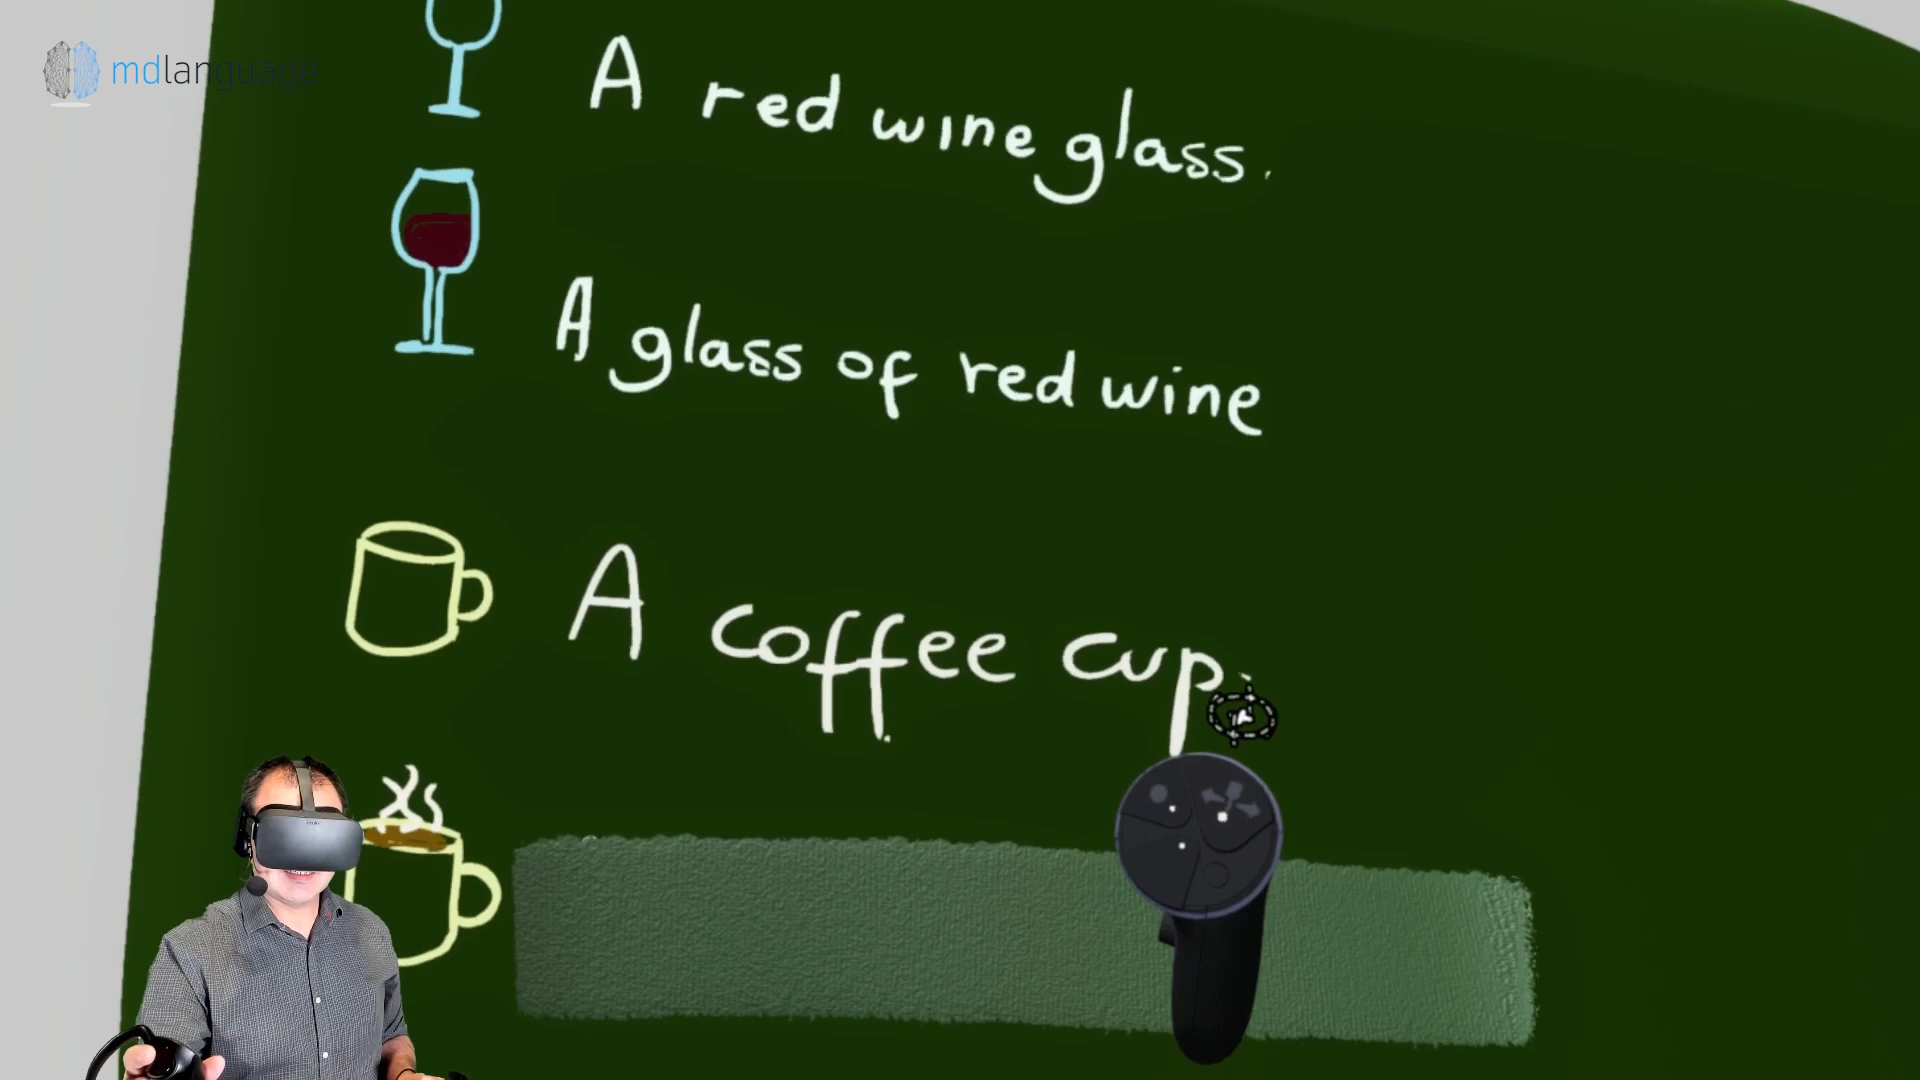 mdlanguage
A red wine glass.
A glass of red wine
A coffee cup.